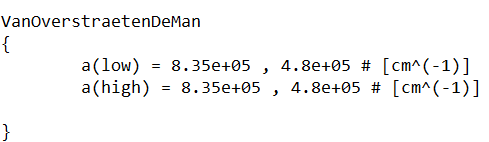 VanOverstraetenDeMan
{
a(low) = 8.35e+05 , 4.8e+05 # [cm^(-1)]
a(high) = 8.35e+05 , 4.8e+05 # [cm^(-1)]
}